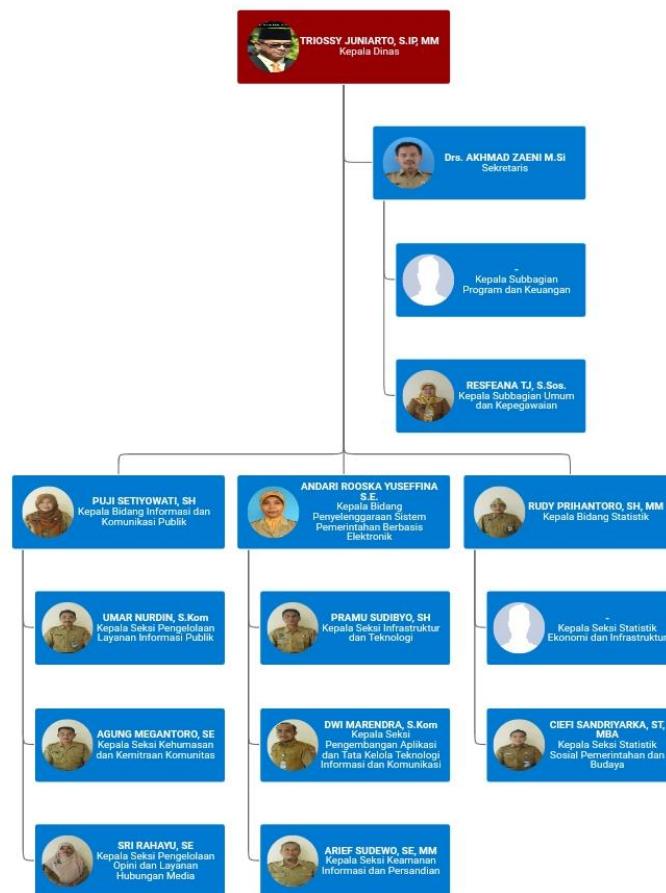 TRIOSSY JUNIARTO, S.IP, MM
Kepala Dinas
Drs. AKHMAD ZAENI M.Si
Sekretaris
-
Kepala Subbagian
Program dan Keuangan
RESFEANA TJ, S.Sos.
Kepala Subbagian Umum
dan Kepegawaian
PUJI SETIYOWATI, SH
Kepala Bidang Informasi dan
Komunikasi Publik
ANDARI ROOSKA YUSEFFINA
S.E.
Kepala Bidang
Penyelenggaraan Sistem
Pemerintahan Berbasis
Elektronik
RUDY PRIHANTORO, SH, MM
Kepala Bidang Statistik
UMAR NURDIN, S.Kom
Kepala Seksi Pengelolaan
Layanan Informasi Publik
PRAMU SUDIBYO, SH
Kepala Seksi Infrastruktur
dan Teknologi
-
Kepala Seksi Statistik
Ekonomi dan Infrastruktur
AGUNG MEGANTORO, SE
Kepala Seksi Kehumasan
dan Kemitraan Komunitas
DWI MARENDRA, S.Kom
Kepala Seksi
Pengembangan Aplikasi
dan Tata Kelola Teknologi
Informasi dan Komunikasi
CIEFI SANDRIYARKA, ST,
MBA
Kepala Seksi Statistik
Sosial Pemerintahan dan
Budaya
SRI RAHAYU, SE
Kepala Seksi Pengelolaan
Opini dan Layanan
Hubungan Media
ARIEF SUDEWO, SE, MM
Kepala Seksi Keamanan
Informasi dan Persandian